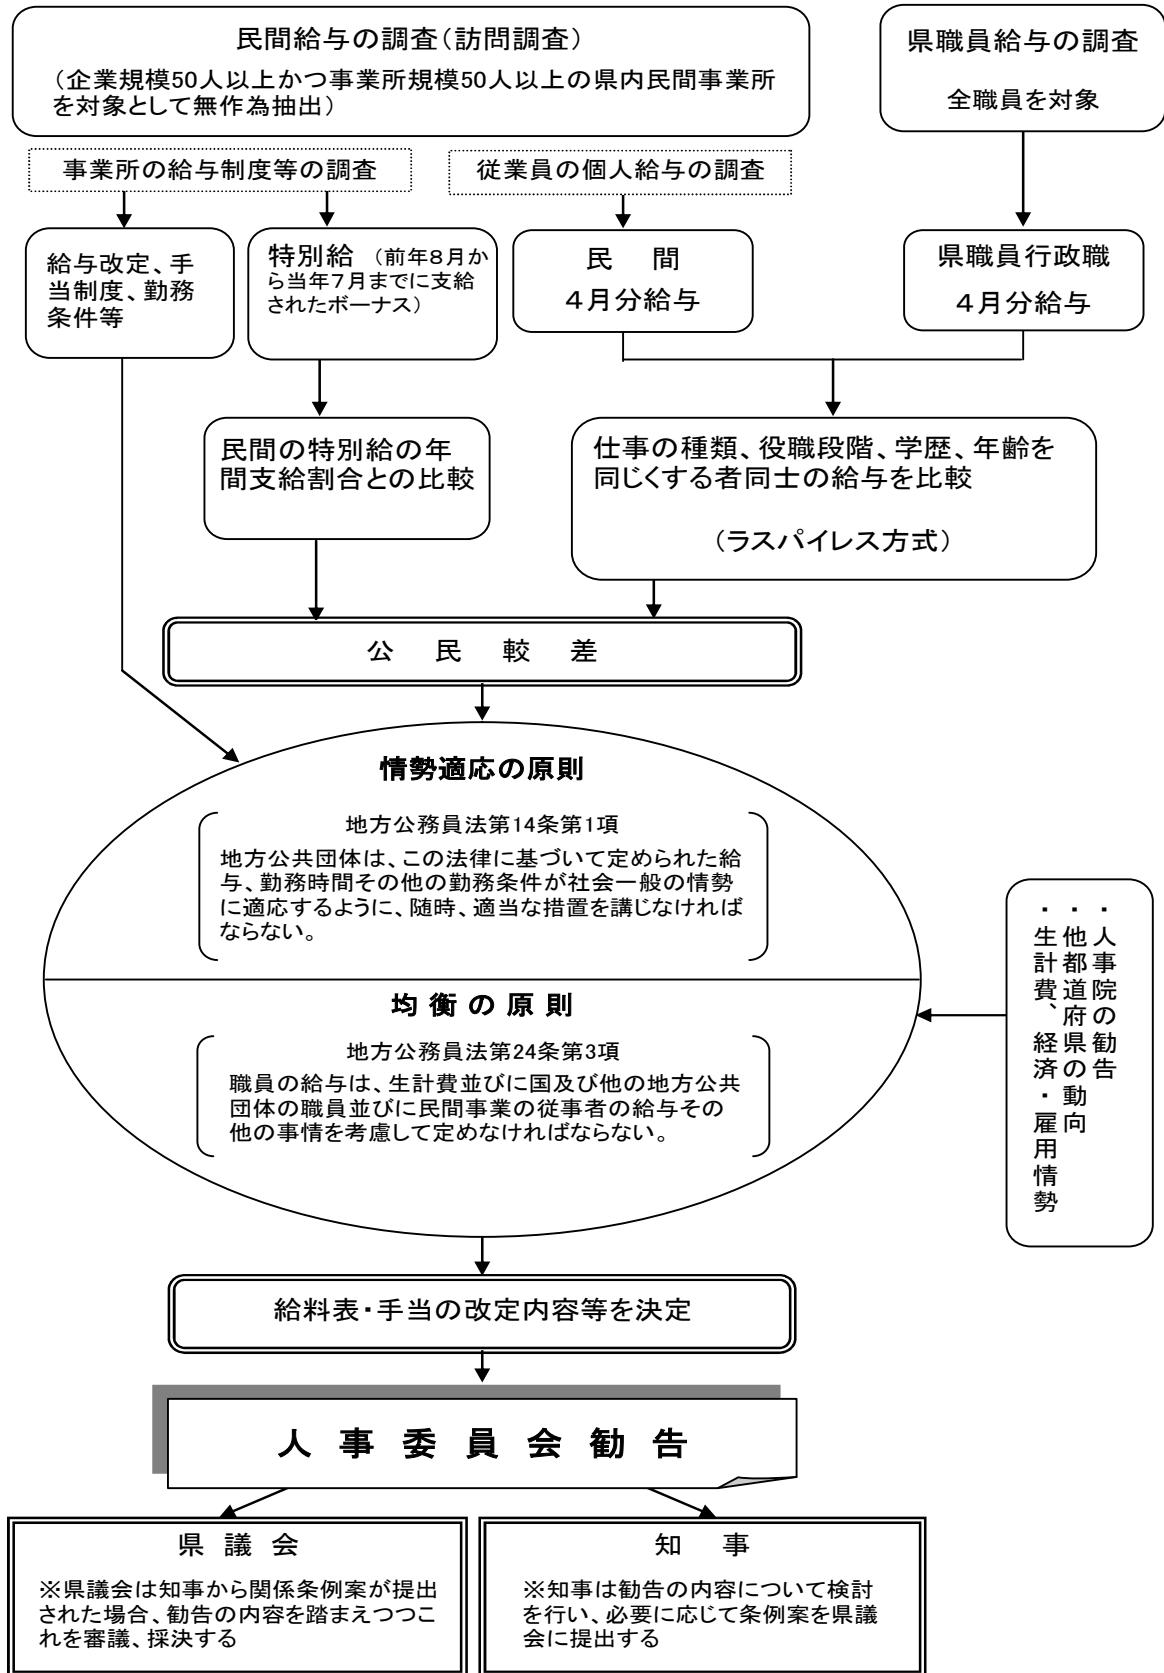 民間給与の調査（訪問調査）
（企業規模50人以上かつ事業所規模50人以上の県内民間事業所
を対象として無作為抽出）
県職員給与の調査
全職員を対象
事業所の給与制度等の調査
従業員の個人給与の調査
給与改定、手
当制度、勤務
条件等
特別給 （前年８月か
ら当年７月までに支給
されたボーナス）
民 間
４月分給与
県職員行政職
４月分給与
民間の特別給の年
間支給割合との比較
仕事の種類、役職段階、学歴、年齢を
同じくする者同士の給与を比較
（ラスパイレス方式）
公 民 較 差
情勢適応の原則
地方公務員法第14条第１項
地方公共団体は、この法律に基づいて定められた給
与、勤務時間その他の勤務条件が社会一般の情勢
に適応するように、随時、適当な措置を講じなければ
ならない。
均 衡 の 原 則
地方公務員法第24条第３項
職員の給与は、生計費並びに国及び他の地方公共
団体の職員並びに民間事業の従事者の給与その
他の事情を考慮して定めなければならない。
・人事院の勧告
・他都道府県の動向
・生計費、経済・雇用情勢
給料表・手当の改定内容等を決定
人 事 委 員 会 勧 告
県 議 会
※県議会は知事から関係条例案が提出
された場合、勧告の内容を踏まえつつこ
れを審議、採決する
知 事
※知事は勧告の内容について検討
を行い、必要に応じて条例案を県議
会に提出する